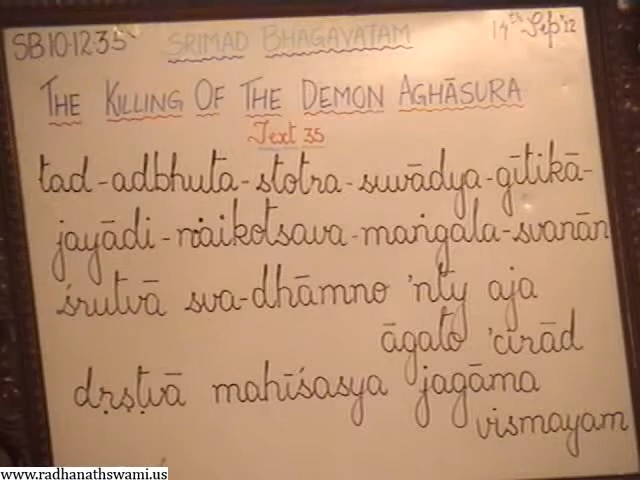 SB 10.12.35 SRIMAD BHAGAVATAM 14th Sep'12
THE KILLING OF THE DEMON AGHĀSURA
Text 35
tad-adbhuta-stotra-suvādya-gītikā-
jayādi-naikotsava-maṅgala-svanān
śrutvā sva-dhāmno 'nty aja
āgato 'cirād
dṛṣṭvā mahīśasya jagāma
vismayam
www.radhanathswami.us